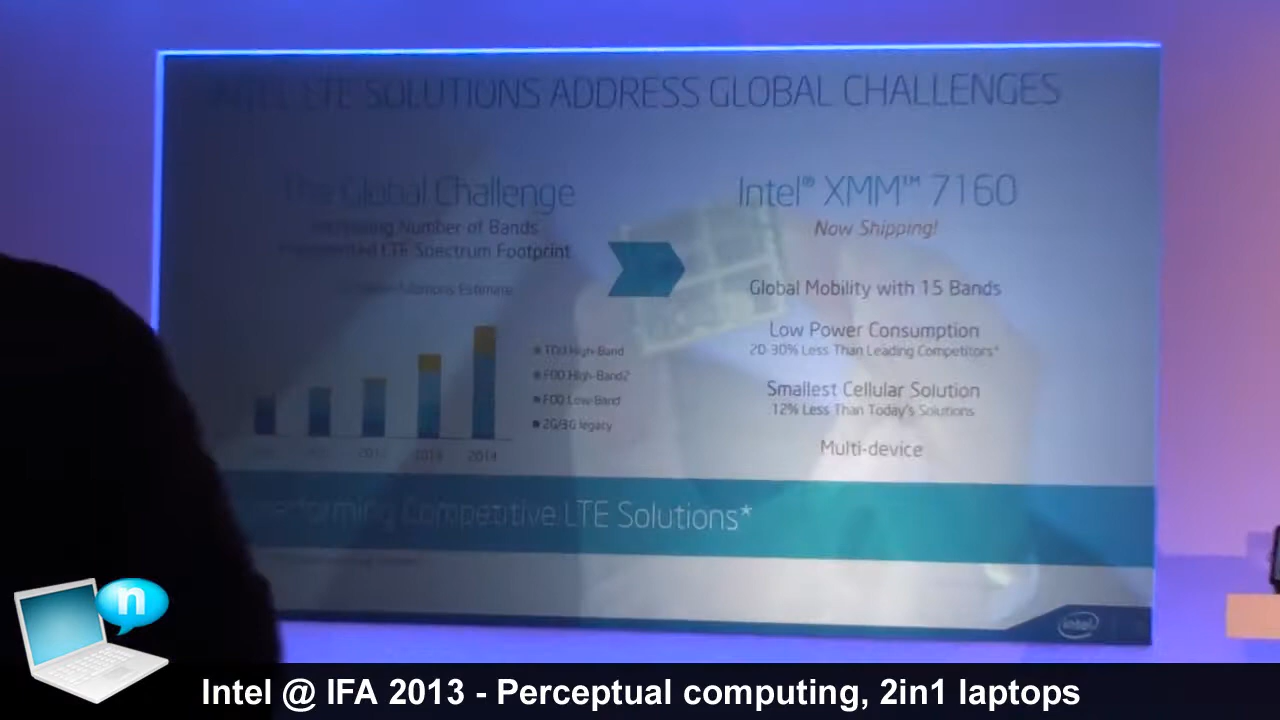 LTE SOLUTIONS ADDRESS GLOBAL CHALLENGES
The Global Challenge
Number of Bands
LTE Spectrum Footprint
Estimate
TDD High-Band
FDD High-Band2
FDD Low-Band
2G/3G legacy
2013 2014
Intel® XMM™ 7160
Now Shipping!
Global Mobility with 15 Bands
Low Power Consumption
20-30% Less Than Leading Competitors*
Smallest Cellular Solution
12% Less Than Today's Solutions
Multi-device
Competitive LTE Solutions*
intel
n
Intel @ IFA 2013 - Perceptual computing, 2in1 laptops